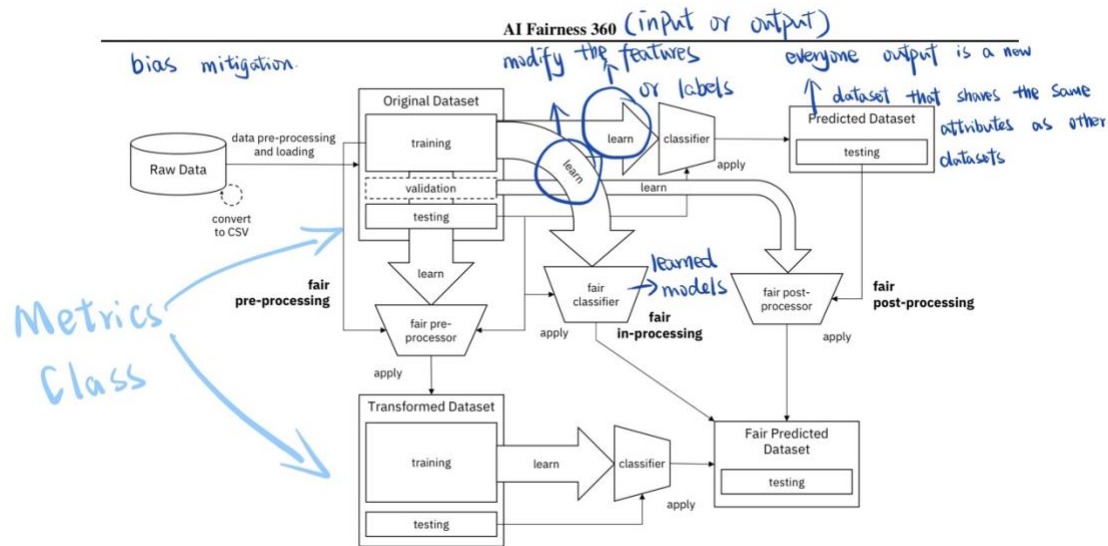 AI Fairness 360 (input or output)
bias mitigation.
modify the features
or labels
everyone output is a new
dataset that shares the same
attributes as other
datasets
Original Dataset
training
validation
testing
Raw Data
data pre-processing
and loading
convert
to CSV
learn
classifier
apply
Predicted Dataset
testing
learn
learn
learn
fair
pre-processing
fair pre-
processor
apply
fair
classifier
learned
models
apply
fair
in-processing
fair post-
processor
fair
post-processing
apply
Metrics
Class
Transformed Dataset
training
testing
learn
classifier
apply
Fair Predicted
Dataset
testing